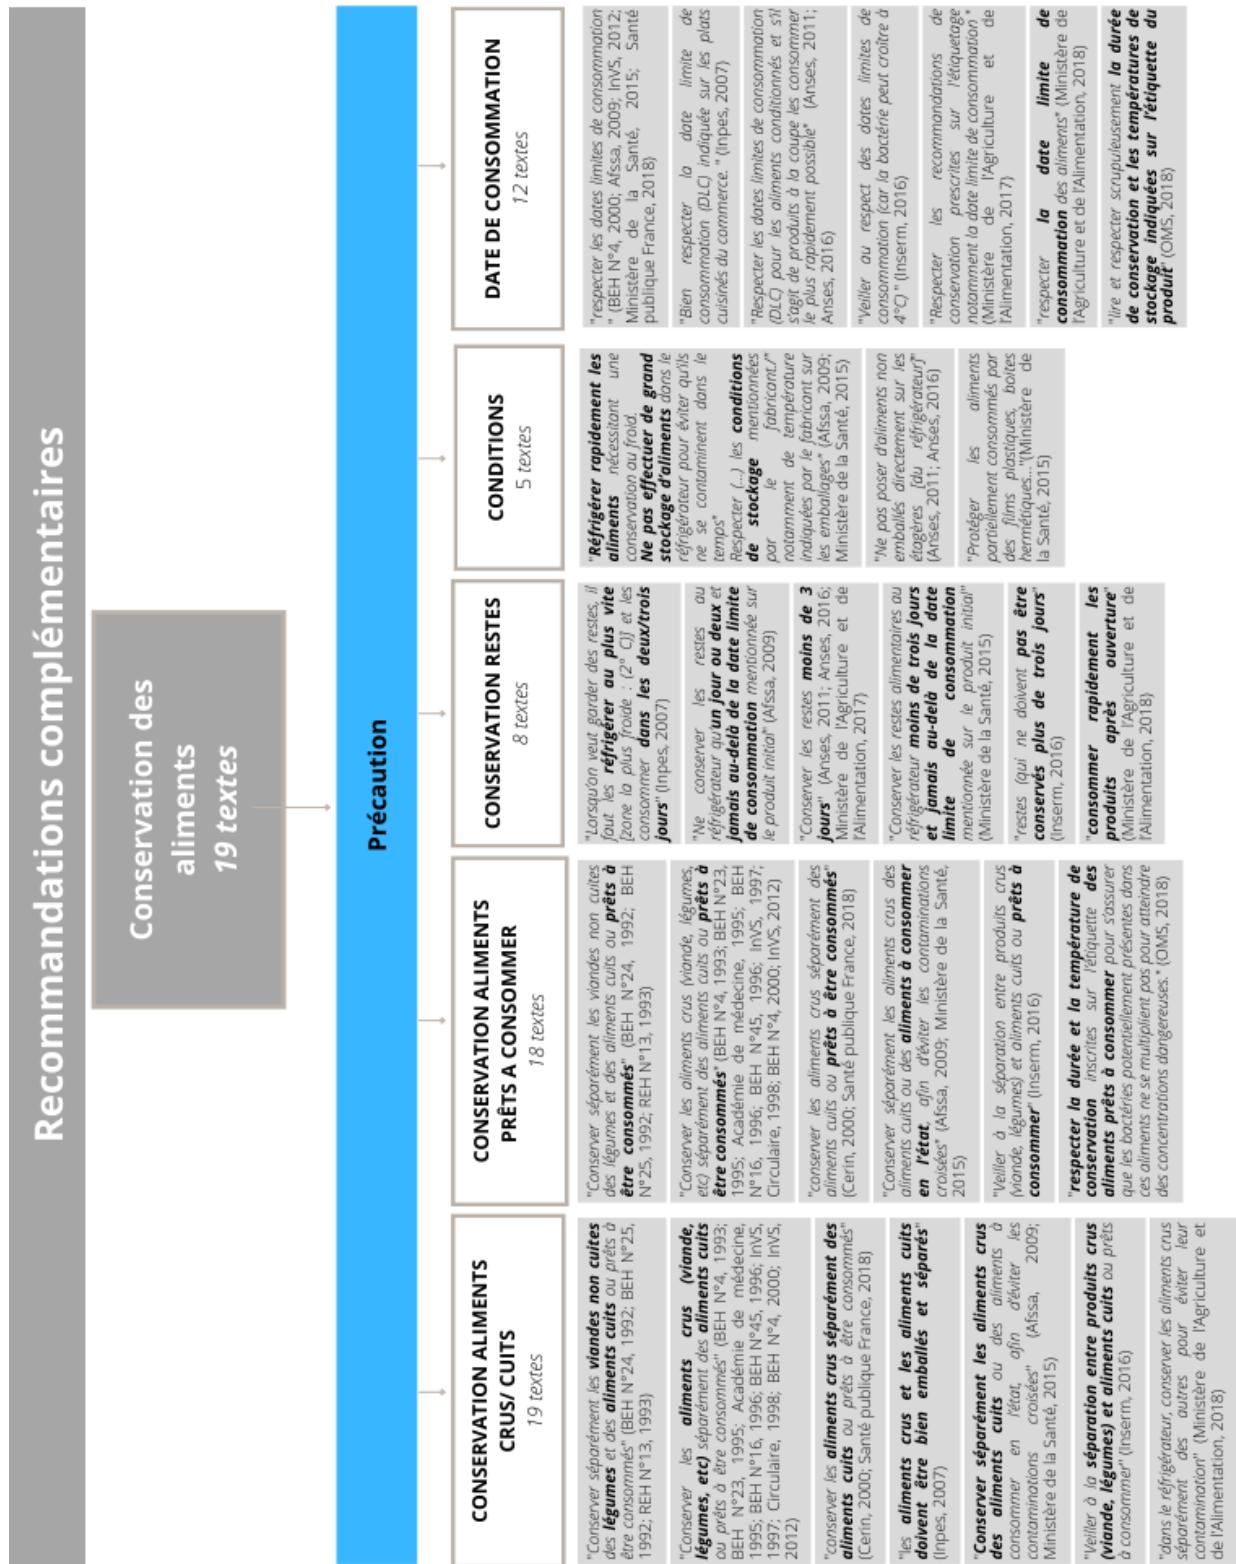 Recommandations complémentaires
Conservation des
aliments
19 textes
Précaution
CONSERVATION ALIMENTS
CRUS/ CUITS
19 textes
"Conserver séparément les viandes non cuites
des légumes et des aliments cuits ou prêts à
être consommés" (BEH N°24, 1992; BEH N°25,
1992; REH N°13, 1993)
"Conserver les aliments crus (viande,
légumes, etc) séparément des aliments cuits
ou prêts à être consommés" (BEH N°4, 1993;
BEH N°23, 1995; Académie de médecine,
1995; BEH N°16, 1996; BEH N°45, 1996; InVS,
1997; Circulaire, 1998; BEH N°4, 2000; InVS,
2012)
"conserver les aliments crus séparément des
aliments cuits ou prêts à être consommés"
(Cerin, 2000; Santé publique France, 2018)
"les aliments crus et les aliments cuits
doivent être bien emballés et séparés"
(Inpes, 2007)
"Conserver séparément les aliments crus
des aliments cuits ou des aliments à
consommer en l'état, afin d'éviter les
contaminations croisées" (Afssa, 2009;
Ministère de la Santé, 2015)
"Veiller à la séparation entre produits crus
(viande, légumes) et aliments cuits ou prêts
à consommer" (Inserm, 2016)
"dans le réfrigérateur, conserver les aliments crus
séparément des autres pour éviter leur
contamination" (Ministère de l'Agriculture et
de l'Alimentation, 2018)
CONSERVATION ALIMENTS
PRÊTS A CONSOMMER
18 textes
"Conserver séparément les viandes non cuites
des légumes et des aliments cuits ou prêts à
être consommés" (BEH N°24, 1992; BEH
N°25, 1992; REH N°13, 1993)
"Conserver les aliments crus (viande, légumes,
etc) séparément des aliments cuits ou prêts à
être consommés" (BEH N°4, 1993; BEH N°23,
1995; Académie de médecine, 1995; BEH
N°16, 1996; BEH N°45, 1996; InVS, 1997;
Circulaire, 1998; BEH N°4, 2000; InVS, 2012)
"conserver les aliments crus séparément des
aliments cuits ou prêts à être consommés"
(Cerin, 2000; Santé publique France, 2018)
"Conserver séparément les aliments crus des
aliments cuits ou des aliments à consommer
en l'état, afin d'éviter les contaminations
croisées" (Afssa, 2009; Ministère de la Santé,
2015)
"Veiller à la séparation entre produits crus
(viande, légumes) et aliments cuits ou prêts à
consommer" (Inserm, 2016)
"respecter la durée et la température de
conservation inscrites sur l'étiquette des
aliments prêts à consommer pour s'assurer
que les bactéries potentiellement présentes dans
ces aliments ne se multiplient pas pour atteindre
des concentrations dangereuses." (OMS, 2018)
CONSERVATION RESTES
8 textes
"Lorsqu'on veut garder des restes, il
faut les réfrigérer au plus vite
[zone la plus froide : (2° C)] et les
consommer dans les deux/trois
jours" (Inpes, 2007)
"Ne conserver les restes au
réfrigérateur qu'un jour ou deux et
jamais au-delà de la date limite
de consommation mentionnée sur
le produit initial" (Afssa, 2009)
"Conserver les restes moins de 3
jours" (Anses, 2011; Anses, 2016;
Ministère de l'Agriculture et de
l'Alimentation, 2017)
"Conserver les restes alimentaires au
réfrigérateur moins de trois jours
et jamais au-delà de la date
limite de consommation
mentionnée sur le produit initial"
(Ministère de la Santé, 2015)
"restes (qui ne doivent pas être
conservés plus de trois jours"
(Inserm, 2016)
"consommer rapidement les
produits après ouverture"
(Ministère de l'Agriculture et de
l'Alimentation, 2018)
CONDITIONS
5 textes
"Réfrigérer rapidement les
aliments nécessitant une
conservation au froid.
Ne pas effectuer de grand
stockage d'aliments dans le
réfrigérateur pour éviter qu'ils
ne se contaminent dans le
temps"
Respecter (...) les conditions
de stockage mentionnées
par le fabricant./"
notamment de température
indiquées par le fabricant sur
les emballages" (Afssa, 2009;
Ministère de la Santé, 2015)
"Ne pas poser d'aliments non
emballés directement sur les
étagères [du réfrigérateur]"
(Anses, 2011; Anses, 2016)
"Protéger les aliments
partiellement consommés par
des films plastiques, boites
hermétiques..."(Ministère de
la Santé, 2015)
DATE DE CONSOMMATION
12 textes
"respecter les dates limites de consommation
" (BEH N°4, 2000; Afssa, 2009; InVS, 2012;
Ministère de la Santé, 2015; Santé
publique France, 2018)
"Bien respecter la date limite de
consommation (DLC) indiquée sur les plats
cuisinés du commerce. " (Inpes, 2007)
"Respecter les dates limites de consommation
(DLC) pour les aliments conditionnés et s'il
s'agit de produits à la coupe les consommer
le plus rapidement possible" (Anses, 2011;
Anses, 2016)
"Veiller au respect des dates limites de
consommation (car la bactérie peut croître à
4°C) " (Inserm, 2016)
"Respecter les recommandations de
conservation prescrites sur l'étiquetage
notamment la date limite de consommation "
(Ministère de l'Agriculture et de
l'Alimentation, 2017)
"respecter la date limite de
consommation des aliments" (Ministère de
l'Agriculture et de l'Alimentation, 2018)
"lire et respecter scrupuleusement la durée
de conservation et les températures de
stockage indiquées sur l'étiquette du
produit" (OMS, 2018)